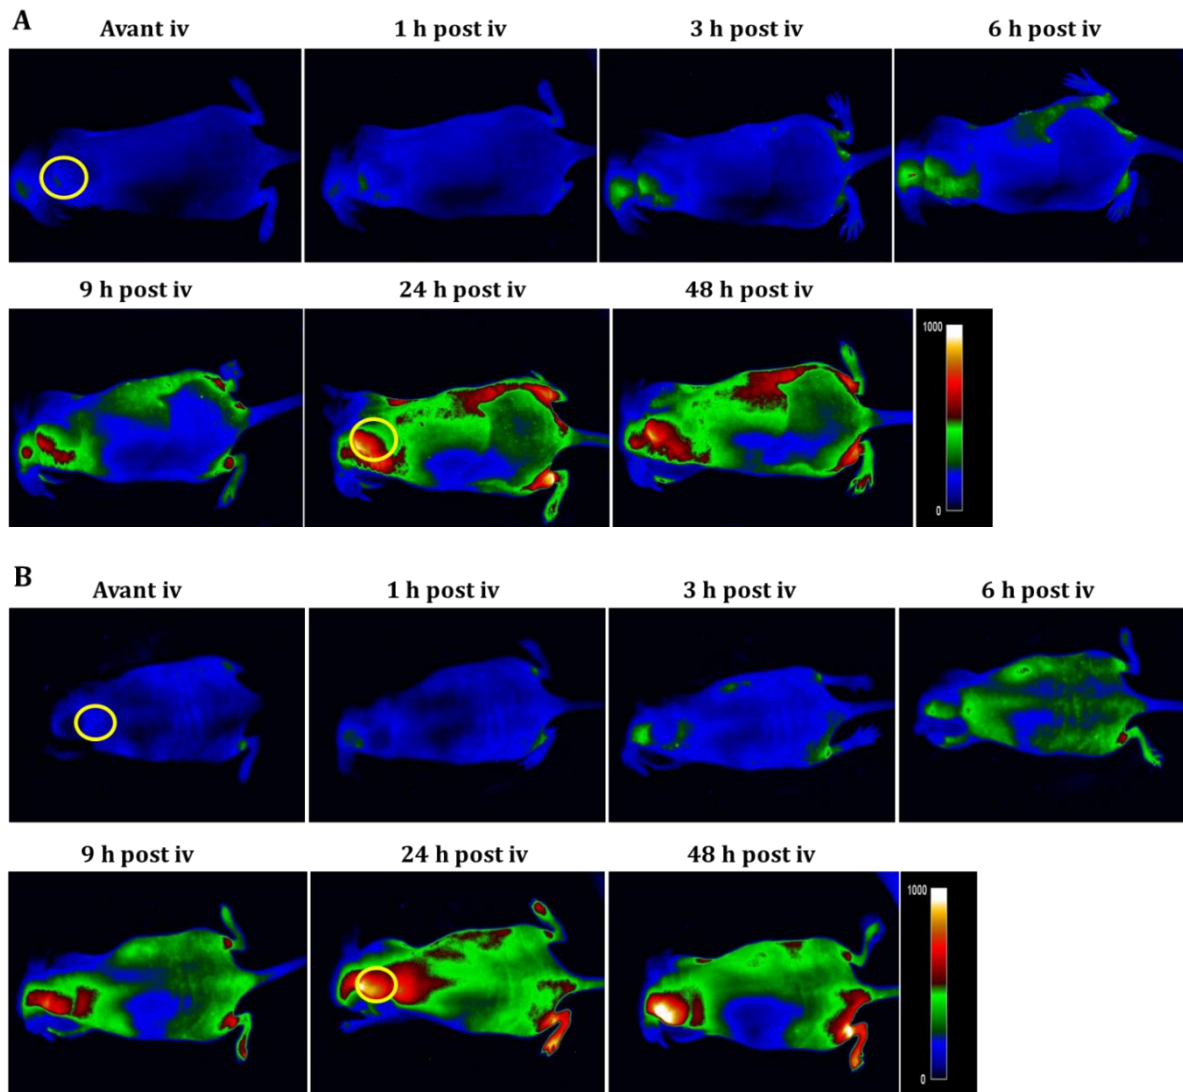 A
Avant iv
1 h post iv
3 h post iv
6 h post iv
9 h post iv
24 h post iv
48 h post iv
1000
0
B
Avant iv
1 h post iv
3 h post iv
6 h post iv
9 h post iv
24 h post iv
48 h post iv
1000
0